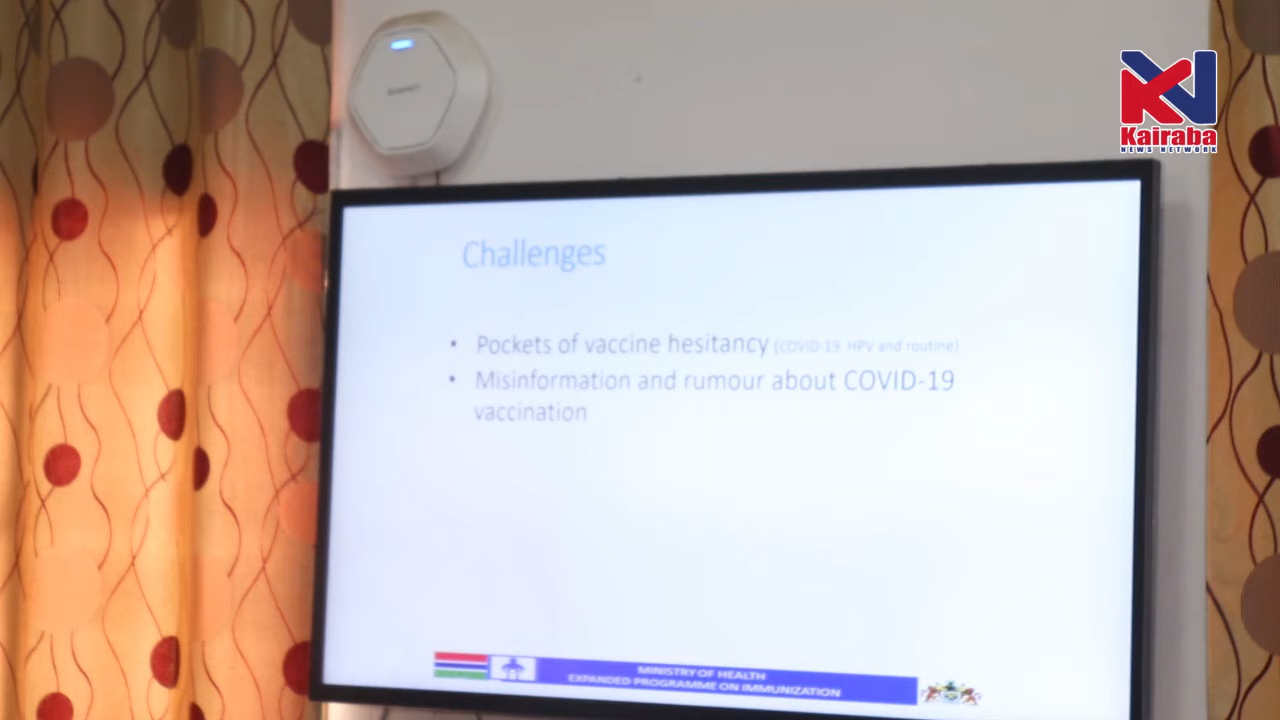 Kairaba
NEWS NETWORK
Challenges
• Pockets of vaccine hesitancy (COVID-19, HPV and routine)
• Misinformation and rumour about COVID-19
vaccination
MINISTRY OF HEALTH
EXPANDED PROGRAMME ON IMMUNIZATION